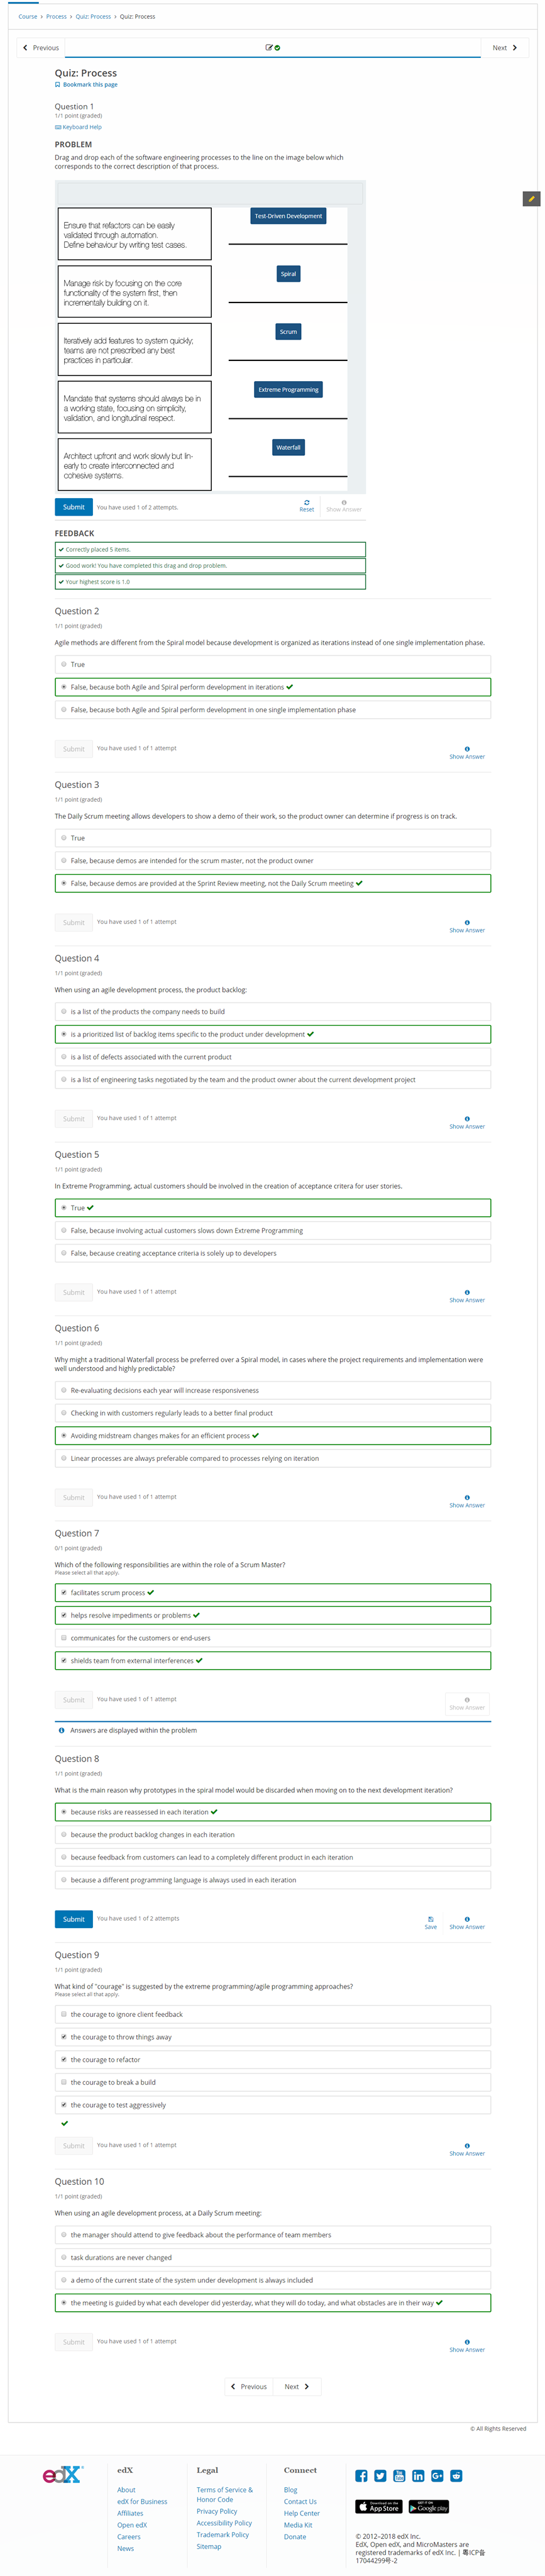 Course > Process > Quiz: Process > Quiz: Process
Previous
Next
Quiz: Process
Bookmark this page
Question 1
1/1 point (graded)
Keyboard Help
PROBLEM
Drag and drop each of the software engineering processes to the line on the image below which
corresponds to the correct description of that process.
Ensure that refactors can be easily
validated through automation.
Define behaviour by writing test cases.
Test-Driven Development
Manage risk by focusing on the core
functionality of the system first, then
incrementally building on it.
Spiral
Iteratively add features to system quickly;
teams are not prescribed any best
practices in particular.
Scrum
Mandate that systems should always be in
a working state, focusing on simplicity,
validation, and longitudinal respect.
Extreme Programming
Architect upfront and work slowly but lin-
early to create interconnected and
cohesive systems.
Waterfall
Submit
You have used 1 of 2 attempts.
Reset
Show Answer
FEEDBACK
✔ Correctly placed 5 items.
✔ Good work! You have completed this drag and drop problem.
✔ Your highest score is 1.0
Question 2
1/1 point (graded)
Agile methods are different from the Spiral model because development is organized as iterations instead of one single implementation phase.
True
False, because both Agile and Spiral perform development in iterations ✔
False, because both Agile and Spiral perform development in one single implementation phase
Submit
You have used 1 of 1 attempt
Show Answer
Question 3
1/1 point (graded)
The Daily Scrum meeting allows developers to show a demo of their work, so the product owner can determine if progress is on track.
True
False, because demos are intended for the scrum master, not the product owner
False, because demos are provided at the Sprint Review meeting, not the Daily Scrum meeting ✔
Submit
You have used 1 of 1 attempt
Show Answer
Question 4
1/1 point (graded)
When using an agile development process, the product backlog:
is a list of the products the company needs to build
is a prioritized list of backlog items specific to the product under development ✔
is a list of defects associated with the current product
is a list of engineering tasks negotiated by the team and the product owner about the current development project
Submit
You have used 1 of 1 attempt
Show Answer
Question 5
1/1 point (graded)
In Extreme Programming, actual customers should be involved in the creation of acceptance criteria for user stories.
True ✔
False, because involving actual customers slows down Extreme Programming
False, because creating acceptance criteria is solely up to developers
Submit
You have used 1 of 1 attempt
Show Answer
Question 6
1/1 point (graded)
Why might a traditional Waterfall process be preferred over a Spiral model, in cases where the project requirements and implementation were
well understood and highly predictable?
Re-evaluating decisions each year will increase responsiveness
Checking in with customers regularly leads to a better final product
Avoiding midstream changes makes for an efficient process ✔
Linear processes are always preferable compared to processes relying on iteration
Submit
You have used 1 of 1 attempt
Show Answer
Question 7
0/1 point (graded)
Which of the following responsibilities are within the role of a Scrum Master?
Please select all that apply.
facilitates scrum process ✔
helps resolve impediments or problems ✔
communicates for the customers or end-users
shields team from external interferences ✔
Submit
You have used 1 of 1 attempt
Show Answer
Answers are displayed within the problem
Question 8
1/1 point (graded)
What is the main reason why prototypes in the spiral model would be discarded when moving on to the next development iteration?
because risks are reassessed in each iteration ✔
because the product backlog changes in each iteration
because feedback from customers can lead to a completely different product in each iteration
because a different programming language is always used in each iteration
Submit
You have used 1 of 2 attempts
Save
Show Answer
Question 9
1/1 point (graded)
What kind of "courage" is suggested by the extreme programming/agile programming approaches?
Please select all that apply.
the courage to ignore client feedback
the courage to throw things away
the courage to refactor
the courage to break a build
the courage to test aggressively
✔
Submit
You have used 1 of 1 attempt
Show Answer
Question 10
1/1 point (graded)
When using an agile development process, at a Daily Scrum meeting:
the manager should attend to give feedback about the performance of team members
task durations are never changed
a demo of the current state of the system under development is always included
the meeting is guided by what each developer did yesterday, what they will do today, and what obstacles are in their way ✔
Submit
You have used 1 of 1 attempt
Show Answer
Previous
Next
© All Rights Reserved
edX
edX
About
edX for Business
Affiliates
Open edX
Careers
News
Legal
Terms of Service &
Honor Code
Privacy Policy
Accessibility Policy
Trademark Policy
Sitemap
Connect
Blog
Contact Us
Help Center
Media Kit
Donate
Download on the
App Store
GET IT ON
Google play
© 2012–2018 edX Inc.
EdX, Open edX, and MicroMasters are
registered trademarks of edX Inc. | 粤ICP备
17044299号-2